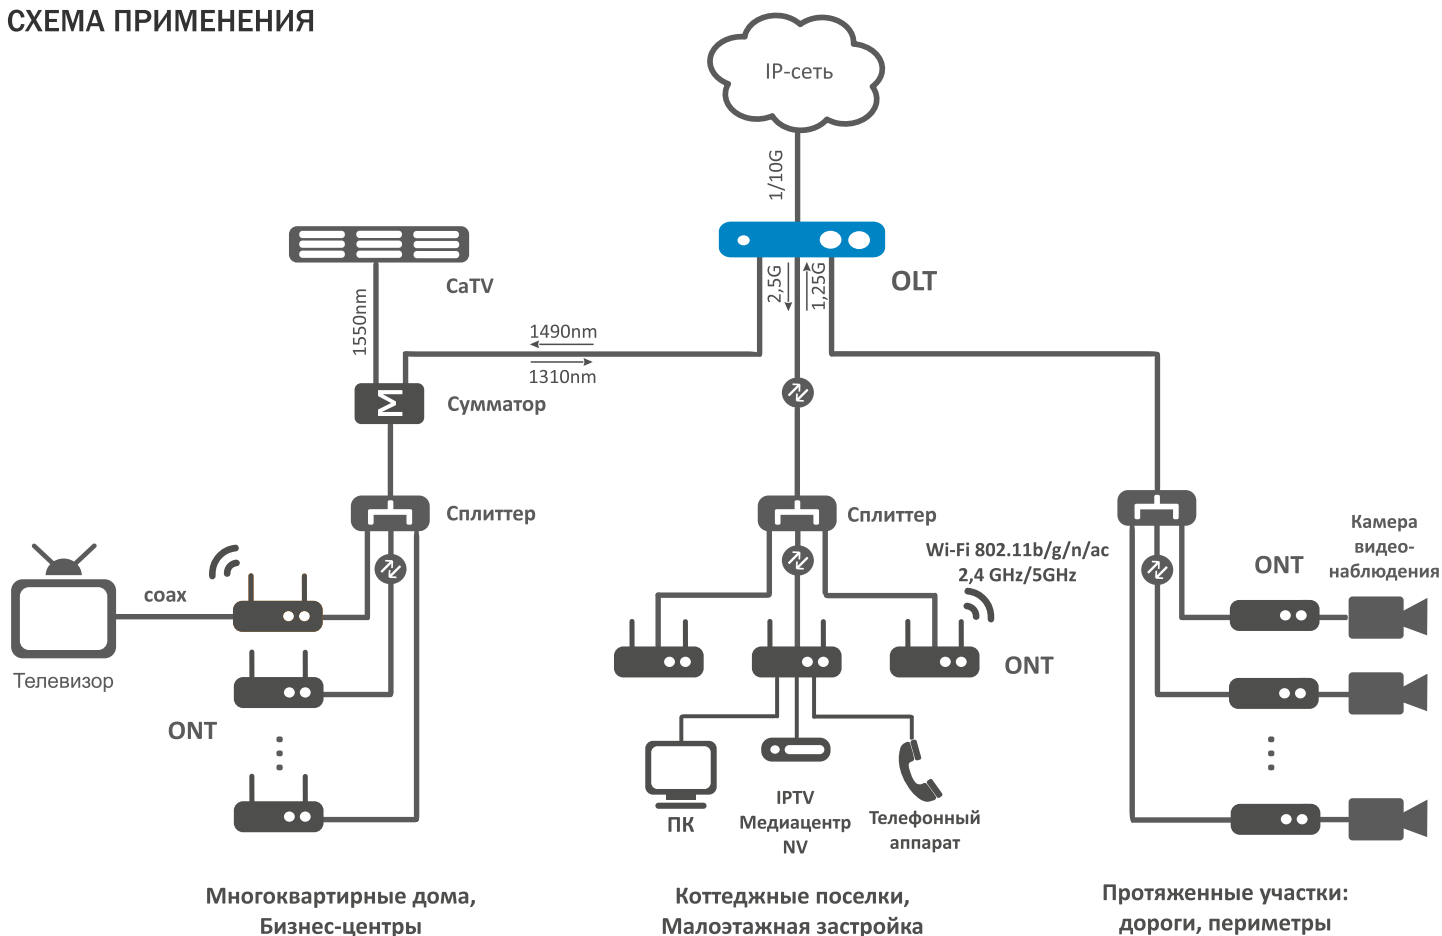 СХЕМА ПРИМЕНЕНИЯ
IP-сеть
1/10G
OLT
2,5G
1,25G
CaTV
1550nm
1490nm
1310nm
Сумматор
Сплиттер
Сплиттер
Wi-Fi 802.11b/g/n/ac
2,4 GHz/5GHz
Камера
видео-
наблюдения
ONT
coax
Телевизор
ONT
ONT
ПК
IPTV
Медиацентр
NV
Телефонный
аппарат
Многоквартирные дома,
Бизнес-центры
Коттеджные поселки,
Малоэтажная застройка
Протяженные участки:
дороги, периметры